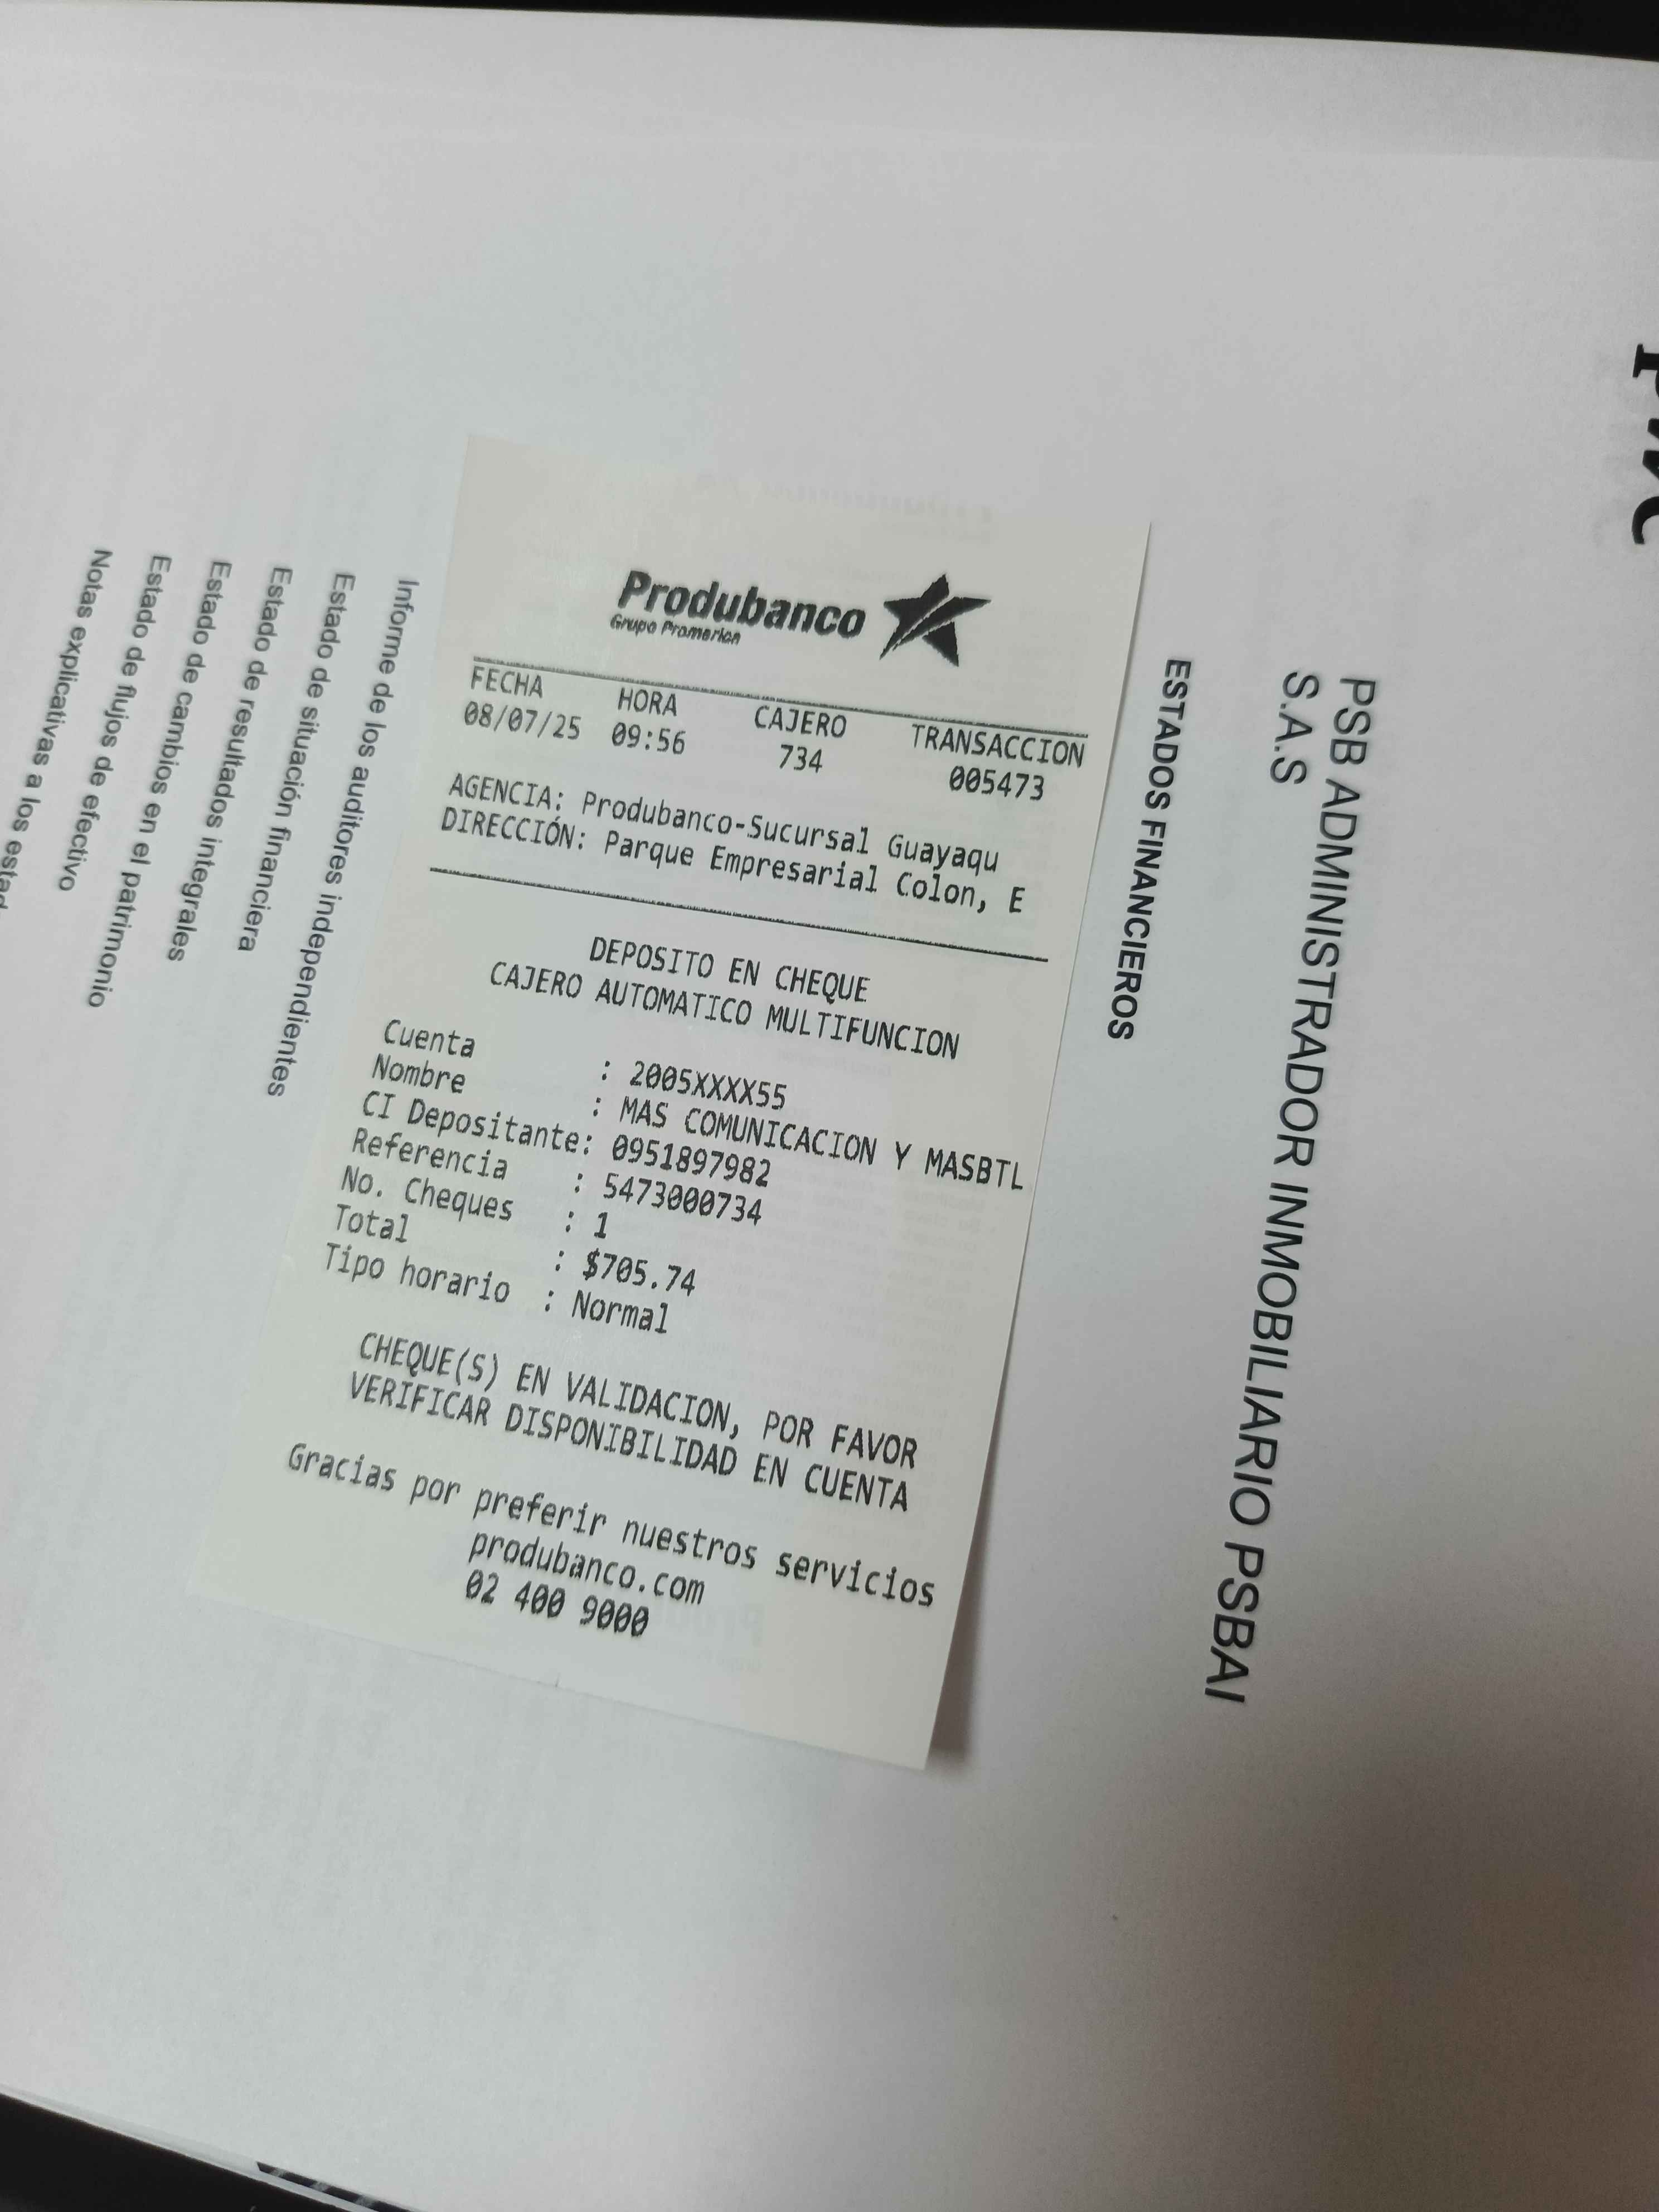 Produbanco
Grupo Promerica
FECHA HORA CAJERO TRANSACCION
08/07/25 09:56 734 005473
AGENCIA: Produbanco-Sucursal Guayaqu
DIRECCIÓN: Parque Empresarial Colon, E
DEPOSITO EN CHEQUE
CAJERO AUTOMATICO MULTIFUNCION
Cuenta : 2005XXXX55
Nombre : MAS COMUNICACION Y MASBTL
CI Depositante: 0951897982
Referencia : 5473000734
No. Cheques : 1
Total : $705.74
Tipo horario : Normal
CHEQUE(S) EN VALIDACION, POR FAVOR
VERIFICAR DISPONIBILIDAD EN CUENTA
Gracias por preferir nuestros servicios
produbanco.com
02 400 9000
PSB ADMINISTRADOR INMOBILIARIO PSBAI
S.A.S
ESTADOS FINANCIEROS
Informe de los auditores independientes
Estado de situación financiera
Estado de resultados integrales
Estado de cambios en el patrimonio
Estado de flujos de efectivo
Notas explicativas a los estad